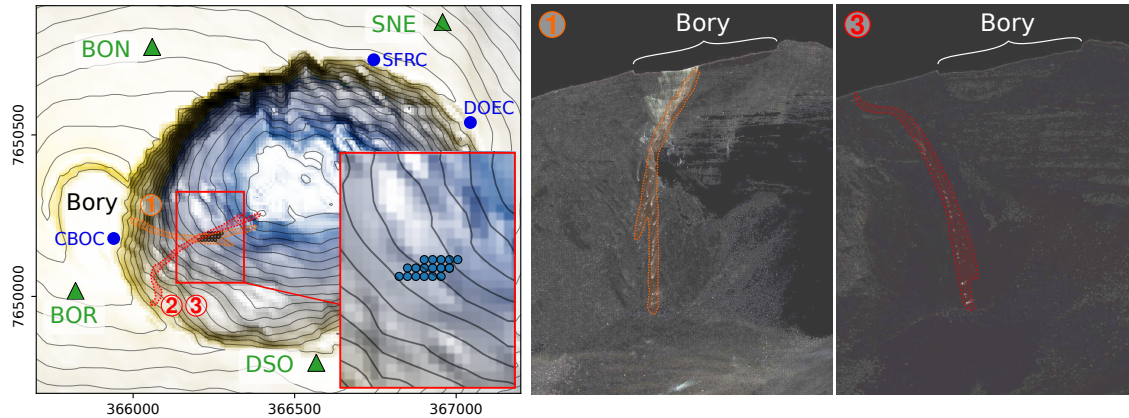 SNE
BON
SFRC
DOEC
7650500
Bory
1
CBOC
7650000
BOR
2 3
DSO
366000 366500 367000
1
Bory
3
Bory